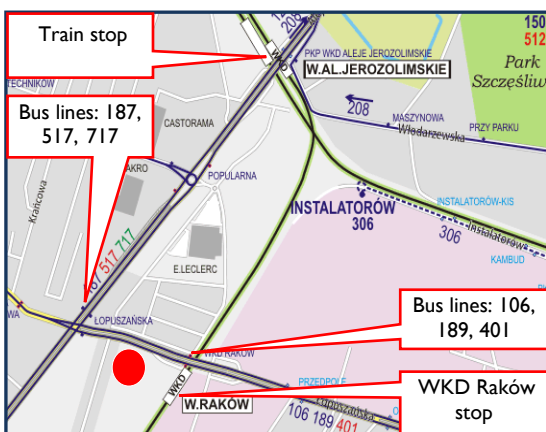 Train stop
208
150
512
PKP WKD ALEJE JEROZOLIMSKIE
W.AL.JEROZOLIMSKIE
WKD
Park
TECHNIKÓW
Bus lines: 187,
517, 717
208
MASZYNOWA
Włodarzewska
PRZY PARKU
CASTORAMA
POPULARNA
Krańcowa
INSTALATORÓW
306
INSTALATORÓW-KIS
306
Instalatorów
KAMBUD
E.LECLERC
517 717
ŁOPUSZAŃSKA
Bus lines: 106,
189, 401
WKD RAKÓW
WKD
W.RAKÓW
PRZEDPOLE
Łopuszańska
106 189 401
WKD Raków
stop